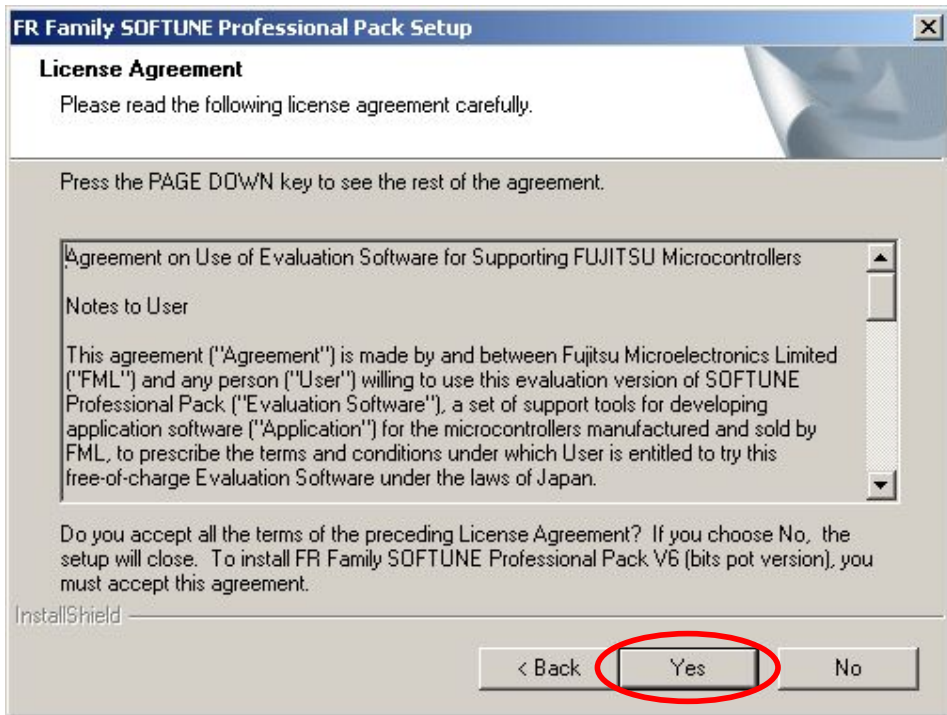 FR Family SOFTUNE Professional Pack Setup
License Agreement
Please read the following license agreement carefully.
Press the PAGE DOWN key to see the rest of the agreement.
Agreement on Use of Evaluation Software for Supporting FUJITSU Microcontrollers
Notes to User
This agreement (''Agreement'') is made by and between Fujitsu Microelectronics Limited
(''FML'') and any person (''User'') willing to use this evaluation version of SOFTUNE
Professional Pack (''Evaluation Software''), a set of support tools for developing
application software (''Application'') for the microcontrollers manufactured and sold by
FML, to prescribe the terms and conditions under which User is entitled to try this
free-of-charge Evaluation Software under the laws of Japan.
Do you accept all the terms of the preceding License Agreement? If you choose No, the
setup will close. To install FR Family SOFTUNE Professional Pack V6 (bits pot version), you
must accept this agreement.
InstallShield
< Back Yes No